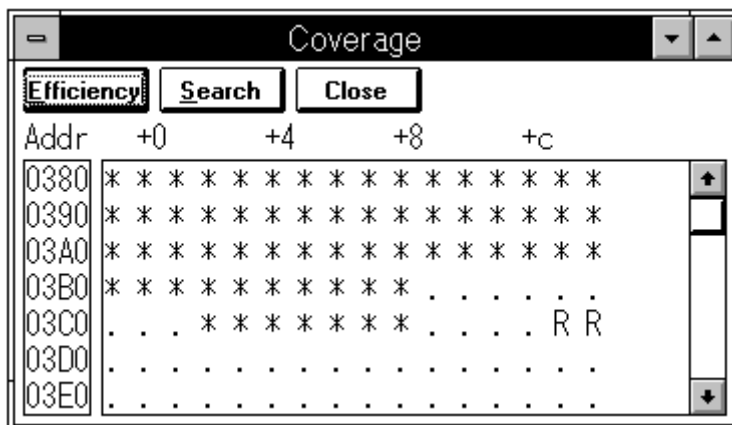 Coverage
Efficiency Search Close
Addr +0 +4 +8 +c
0380 * * * * * * * * * * * * * * * *
0390 * * * * * * * * * * * * * * * *
03A0 * * * * * * * * * * * * * * * *
03B0 * * * * * * * * * * . . . . . .
03C0 . . . * * * * * * * . . . . R R
03D0 . . . . . . . . . . . . . . . .
03E0 . . . . . . . . . . . . . . . .